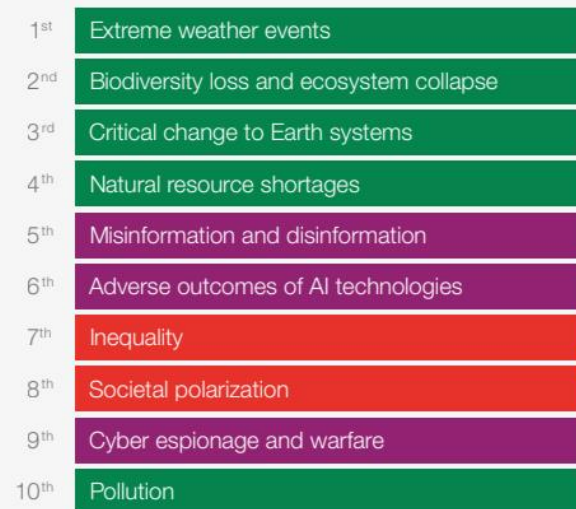 1st Extreme weather events
2nd Biodiversity loss and ecosystem collapse
3rd Critical change to Earth systems
4th Natural resource shortages
5th Misinformation and disinformation
6th Adverse outcomes of AI technologies
7th Inequality
8th Societal polarization
9th Cyber espionage and warfare
10th Pollution